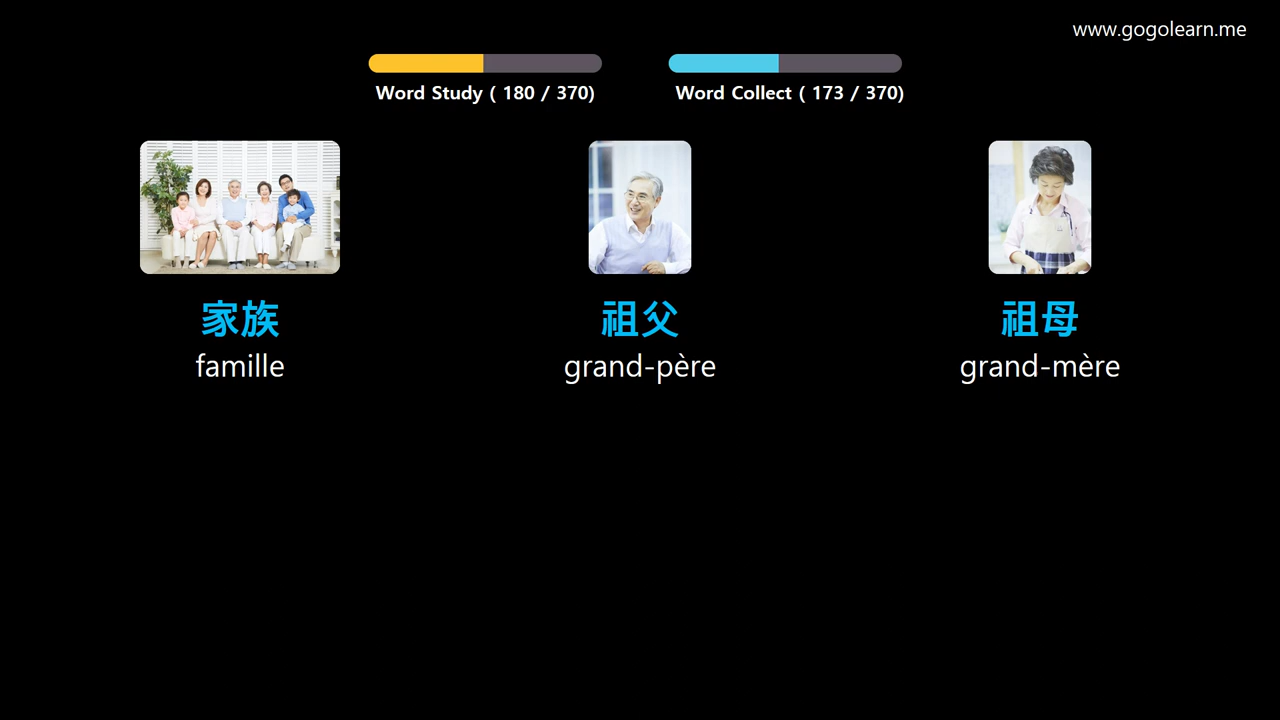 www.gogolearn.me
Word Study ( 180 / 370)
Word Collect ( 173 / 370)
家族
祖父
祖母
famille
grand-père
grand-mère